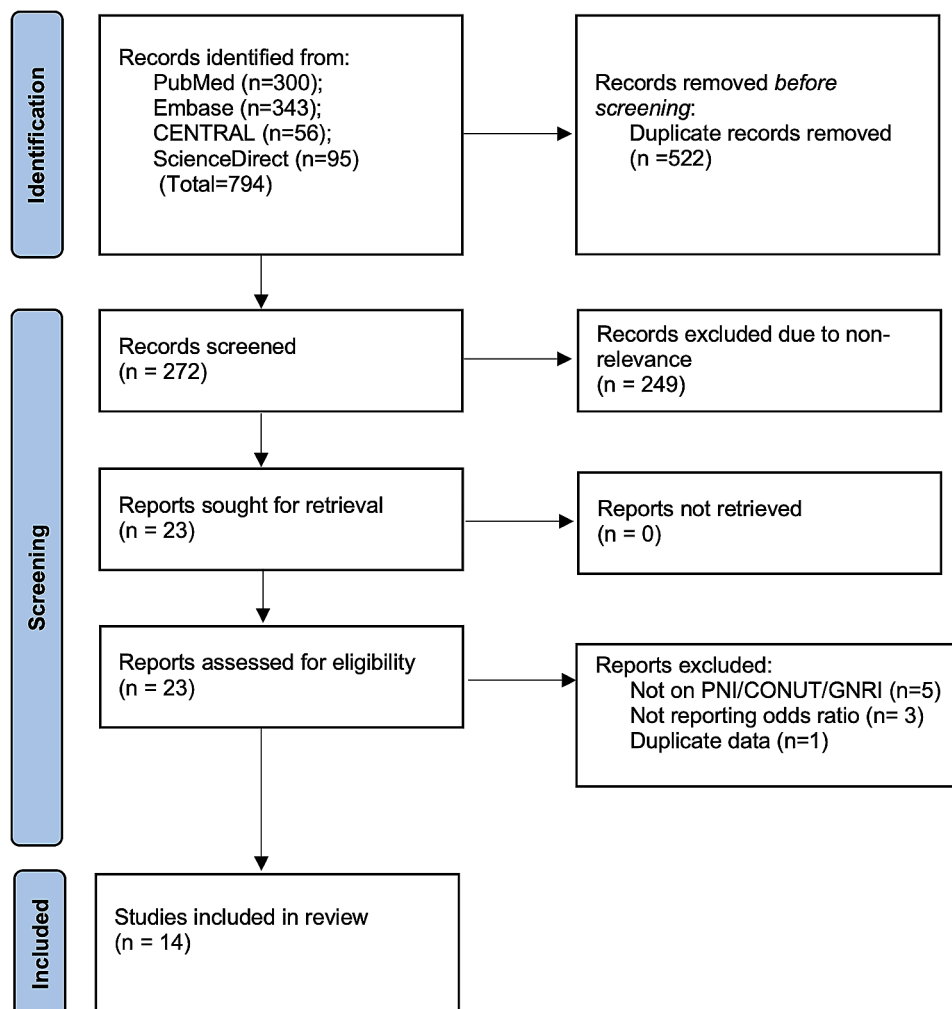 Identification
Records identified from:
PubMed (n=300);
Embase (n=343);
CENTRAL (n=56);
ScienceDirect (n=95)
(Total=794)
Records removed before
screening:
Duplicate records removed
(n =522)
Screening
Records screened
(n = 272)
Records excluded due to non-
relevance
(n = 249)
Reports sought for retrieval
(n = 23)
Reports not retrieved
(n = 0)
Reports assessed for eligibility
(n = 23)
Reports excluded:
Not on PNI/CONUT/GNRI (n=5)
Not reporting odds ratio (n= 3)
Duplicate data (n=1)
Included
Studies included in review
(n = 14)